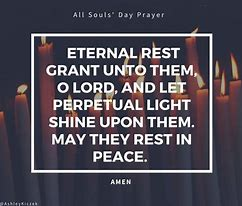 All Souls' Day Prayer
ETERNAL REST
GRANT UNTO THEM,
O LORD, AND LET
PERPETUAL LIGHT
SHINE UPON THEM.
MAY THEY REST IN
PEACE.
AMEN
@AshleyKiczek